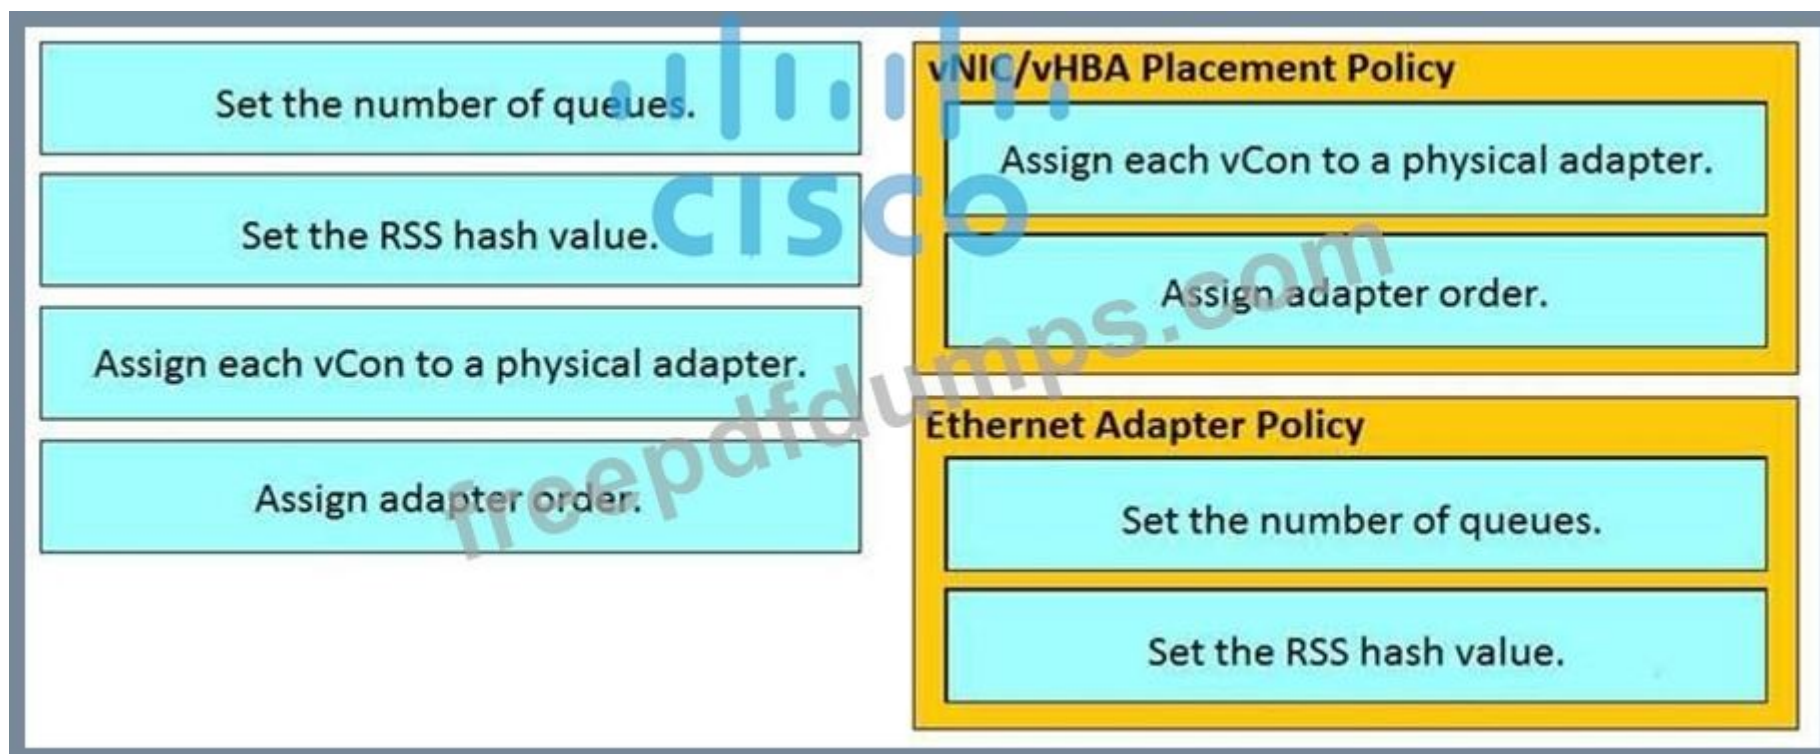 Set the number of queues.
Set the RSS hash value.
Assign each vCon to a physical adapter.
Assign adapter order.
vNIC/vHBA Placement Policy
Assign each vCon to a physical adapter.
Assign adapter order.
Ethernet Adapter Policy
Set the number of queues.
Set the RSS hash value.
CISCO
freepdfdumps.com